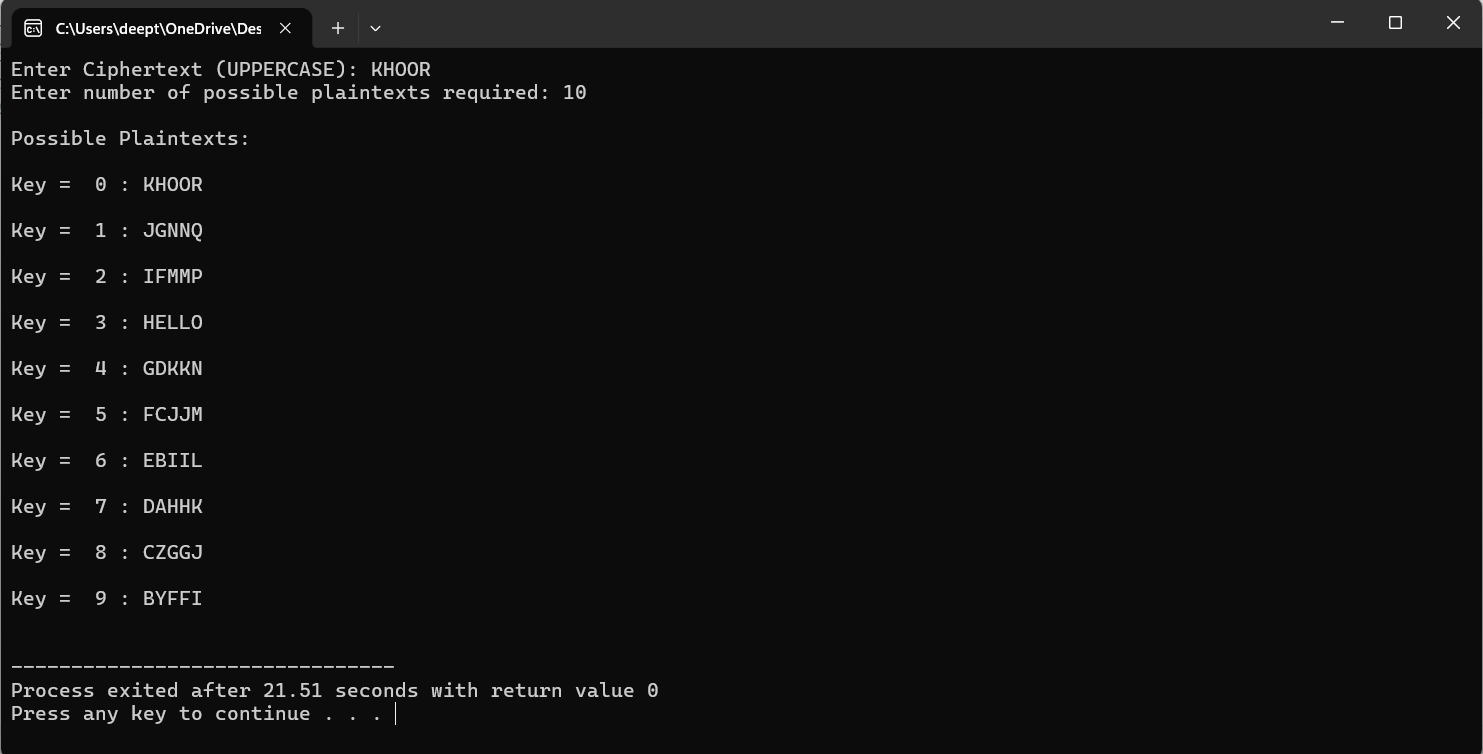 C:\Users\deept\OneDrive\Des
Enter Ciphertext (UPPERCASE): KHOOR
Enter number of possible plaintexts required: 10
Possible Plaintexts:
Key =  0 : KHOOR
Key =  1 : JGNNQ
Key =  2 : IFMMP
Key =  3 : HELLO
Key =  4 : GDKKN
Key =  5 : FCJJM
Key =  6 : EBIIL
Key =  7 : DAHHK
Key =  8 : CZGGJ
Key =  9 : BYFFI
--------------------------------
Process exited after 21.51 seconds with return value 0
Press any key to continue . . .